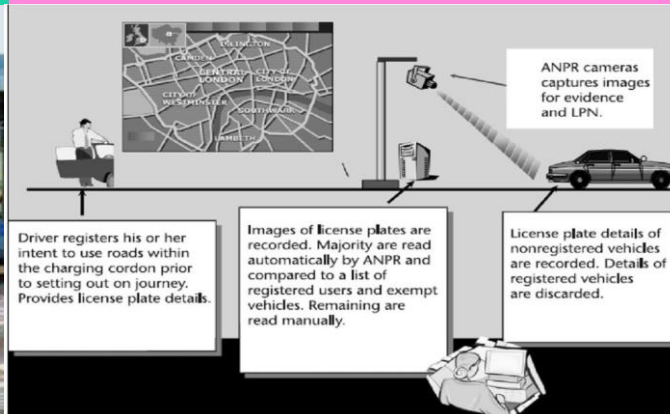 ISLINGTON
CAMDEN
CENTRAL CITY OF
LONDON LONDON
CITY OF
WESTMINSTER
SOUTHWARK
LAMBETH
ANPR cameras
captures images
for evidence
and LPN.
Driver registers his or her
intent to use roads within
the charging cordon prior
to setting out on journey.
Provides license plate details.
Images of license plates are
recorded. Majority are read
automatically by ANPR and
compared to a list of
registered users and exempt
vehicles. Remaining are
read manually.
License plate details of
nonregistered vehicles
are recorded. Details of
registered vehicles
are discarded.